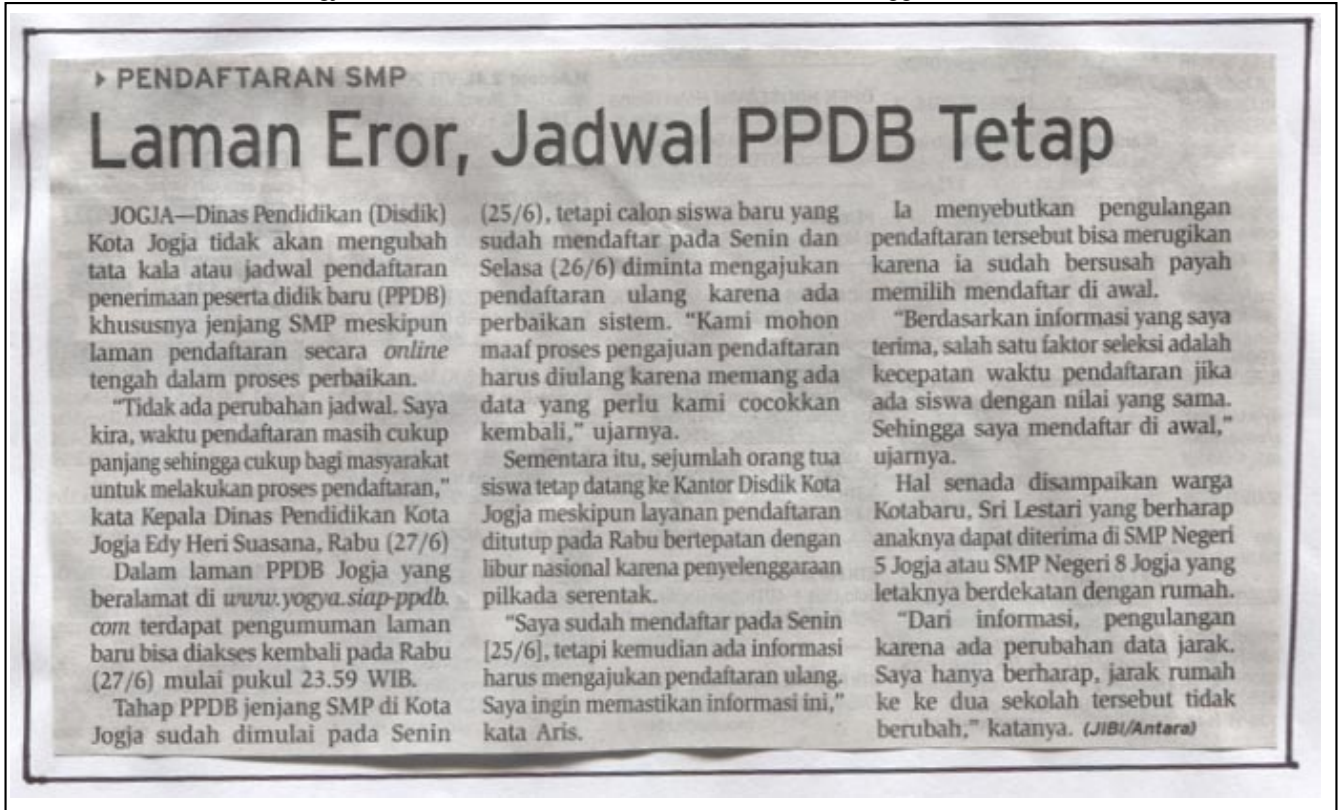 PENDAFTARAN SMP
Laman Eror, Jadwal PPDB Tetap
JOGJA—Dinas Pendidikan (Disdik)
Kota Jogja tidak akan mengubah
tata kala atau jadwal pendaftaran
penerimaan peserta didik baru (PPDB)
khususnya jenjang SMP meskipun
laman pendaftaran secara online
tengah dalam proses perbaikan.
"Tidak ada perubahan jadwal. Saya
kira, waktu pendaftaran masih cukup
panjang sehingga cukup bagi masyarakat
untuk melakukan proses pendaftaran,"
kata Kepala Dinas Pendidikan Kota
Jogja Edy Heri Suasana, Rabu (27/6)
Dalam laman PPDB Jogja yang
beralamat di www.yogya.siap-ppdb.
com terdapat pengumuman laman
baru bisa diakses kembali pada Rabu
(27/6) mulai pukul 23.59 WIB.
Tahap PPDB jenjang SMP di Kota
Jogja sudah dimulai pada Senin
(25/6), tetapi calon siswa baru yang
sudah mendaftar pada Senin dan
Selasa (26/6) diminta mengajukan
pendaftaran ulang karena ada
perbaikan sistem. "Kami mohon
maaf proses pengajuan pendaftaran
harus diulang karena memang ada
data yang perlu kami cocokkan
kembali," ujarnya.
Sementara itu, sejumlah orang tua
siswa tetap datang ke Kantor Disdik Kota
Jogja meskipun layanan pendaftaran
ditutup pada Rabu bertepatan dengan
libur nasional karena penyelenggaraan
pilkada serentak.
"Saya sudah mendaftar pada Senin
[25/6], tetapi kemudian ada informasi
harus mengajukan pendaftaran ulang.
Saya ingin memastikan informasi ini,"
kata Aris.
Ia menyebutkan pengulangan
pendaftaran tersebut bisa merugikan
karena ia sudah bersusah payah
memilih mendaftar di awal.
"Berdasarkan informasi yang saya
terima, salah satu faktor seleksi adalah
kecepatan waktu pendaftaran jika
ada siswa dengan nilai yang sama.
Sehingga saya mendaftar di awal,"
ujarnya.
Hal senada disampaikan warga
Kotabaru, Sri Lestari yang berharap
anaknya dapat diterima di SMP Negeri
5 Jogja atau SMP Negeri 8 Jogja yang
letaknya berdekatan dengan rumah.
"Dari informasi, pengulangan
karena ada perubahan data jarak.
Saya hanya berharap, jarak rumah
ke ke dua sekolah tersebut tidak
berubah," katanya. (JIBI/Antara)